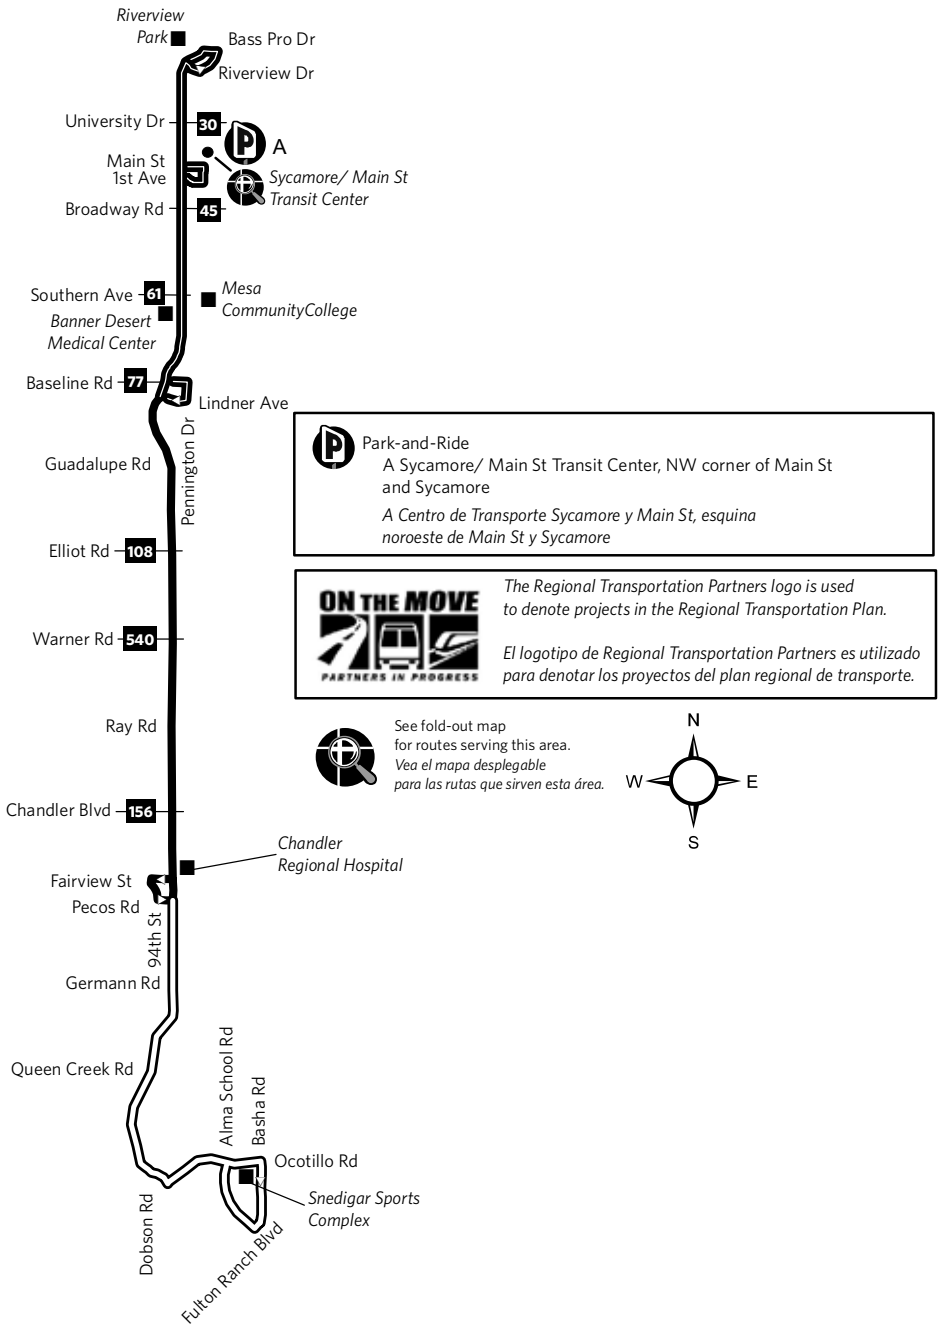 Riverview
Park
Bass Pro Dr
Riverview Dr
University Dr
30
P
A
Main St
1st Ave
Sycamore/ Main St
Transit Center
Broadway Rd
45
Southern Ave
61
Mesa
CommunityCollege
Banner Desert
Medical Center
Baseline Rd
77
Lindner Ave
Pennington Dr
Guadalupe Rd
P
Park-and-Ride
A Sycamore/ Main St Transit Center, NW corner of Main St
and Sycamore
A Centro de Transporte Sycamore y Main St, esquina
noroeste de Main St y Sycamore
Elliot Rd
108
ON THE MOVE
PARTNERS IN PROGRESS
The Regional Transportation Partners logo is used
to denote projects in the Regional Transportation Plan.
El logotipo de Regional Transportation Partners es utilizado
para denotar los proyectos del plan regional de transporte.
Warner Rd
540
Ray Rd
See fold-out map
for routes serving this area.
Vea el mapa desplegable
para las rutas que sirven esta área.
N
W
E
S
Chandler Blvd
156
Chandler
Regional Hospital
Fairview St
Pecos Rd
94th St
Germann Rd
Queen Creek Rd
Alma School Rd
Basha Rd
Ocotillo Rd
Snedigar Sports
Complex
Dobson Rd
Fulton Ranch Blvd